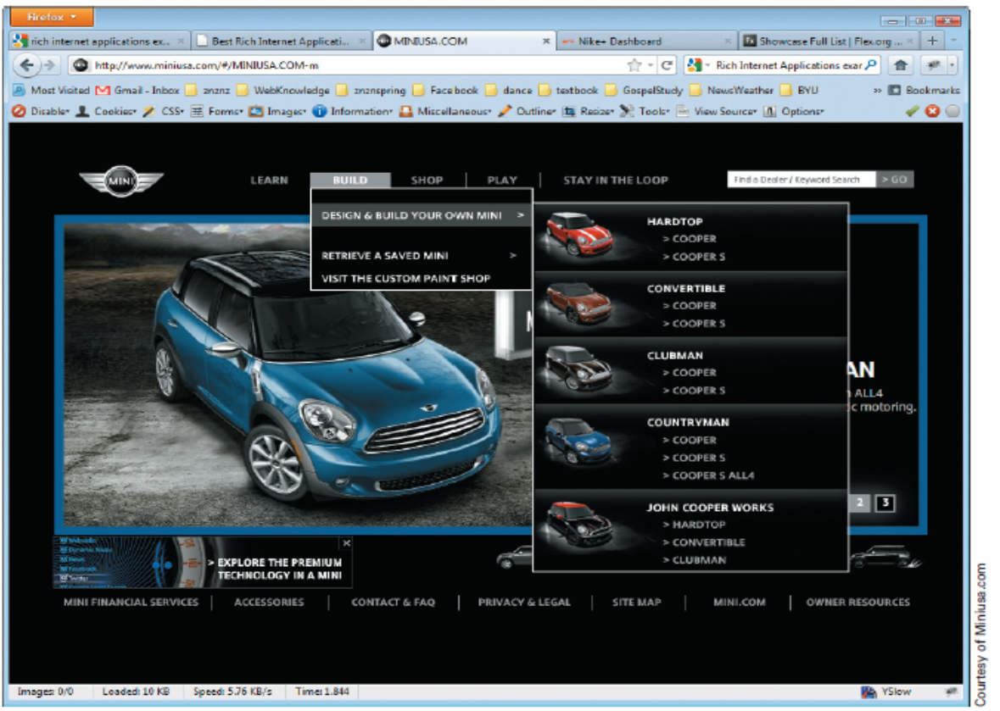 Firefox
rich internet applications ex...
Best Rich Internet Applicati...
MINIUSA.COM
Nike+ Dashboard
Showcase Full List | Flex.org ...
http://www.miniusa.com/#/MINIUSA.COM-m
Rich Internet Applications exar
Most Visited Gmail - Inbox znznz WebKnowledge znznspring Facebook dance textbook GospelStudy NewsWeather BYU » Bookmarks
Disable Cookies CSS Forms Images Information Miscellaneous Outline Resize Tools View Source Options
MINI
LEARN BUILD SHOP PLAY STAY IN THE LOOP
Find a Dealer / Keyword Search > GO
DESIGN & BUILD YOUR OWN MINI >
RETRIEVE A SAVED MINI >
VISIT THE CUSTOM PAINT SHOP
HARDTOP
> COOPER
> COOPER S
CONVERTIBLE
> COOPER
> COOPER S
CLUBMAN
> COOPER
> COOPER S
COUNTRYMAN
> COOPER
> COOPER S
> COOPER S ALL4
JOHN COOPER WORKS
> HARDTOP
> CONVERTIBLE
> CLUBMAN
AN
ALL4
ic motoring.
2 3
> EXPLORE THE PREMIUM
TECHNOLOGY IN A MINI
MINI FINANCIAL SERVICES ACCESSORIES CONTACT & FAQ PRIVACY & LEGAL SITE MAP MINI.COM OWNER RESOURCES
Images: 0/0 Loaded: 10 KB Speed: 5.76 KB/s Time: 1.844 YSlow
Courtesy of Miniusa.com